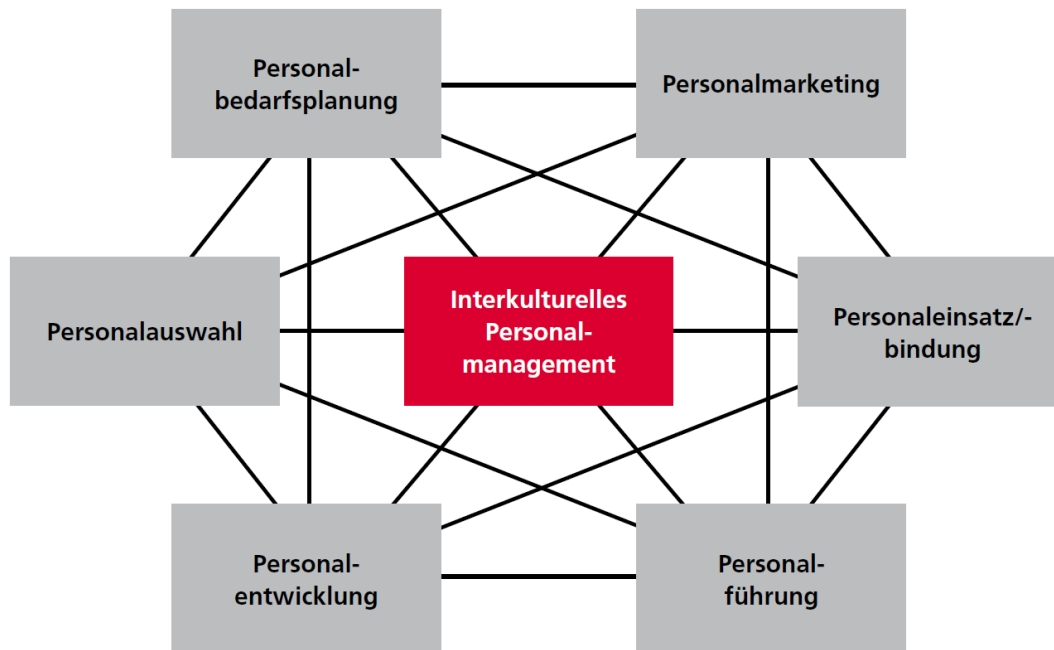 Personal-
bedarfsplanung
Personalmarketing
Personalauswahl
Interkulturelles
Personal-
management
Personaleinsatz/-
bindung
Personal-
entwicklung
Personal-
führung